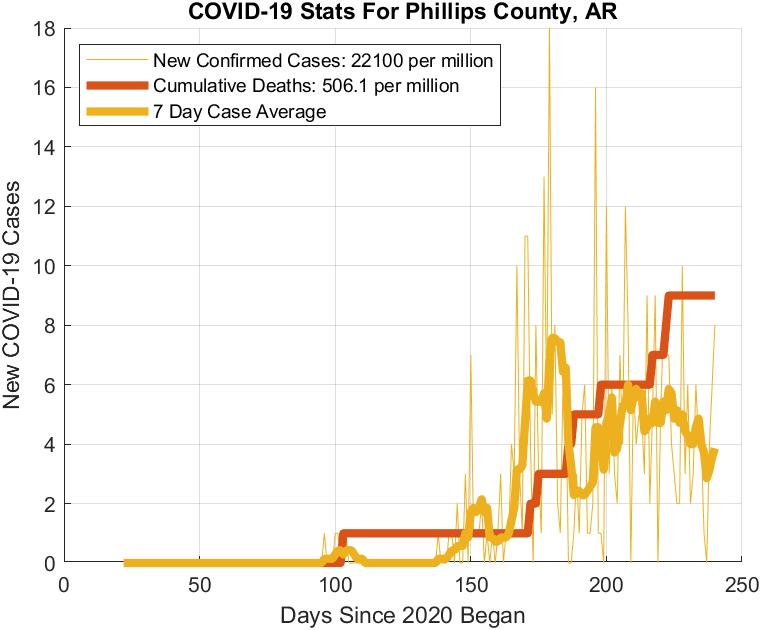 COVID-19 Stats For Phillips County, AR
New Confirmed Cases: 22100 per million
Cumulative Deaths: 506.1 per million
7 Day Case Average
New COVID-19 Cases
18
16
14
12
10
8
6
4
2
0
0 50 100 150 200 250
Days Since 2020 Began